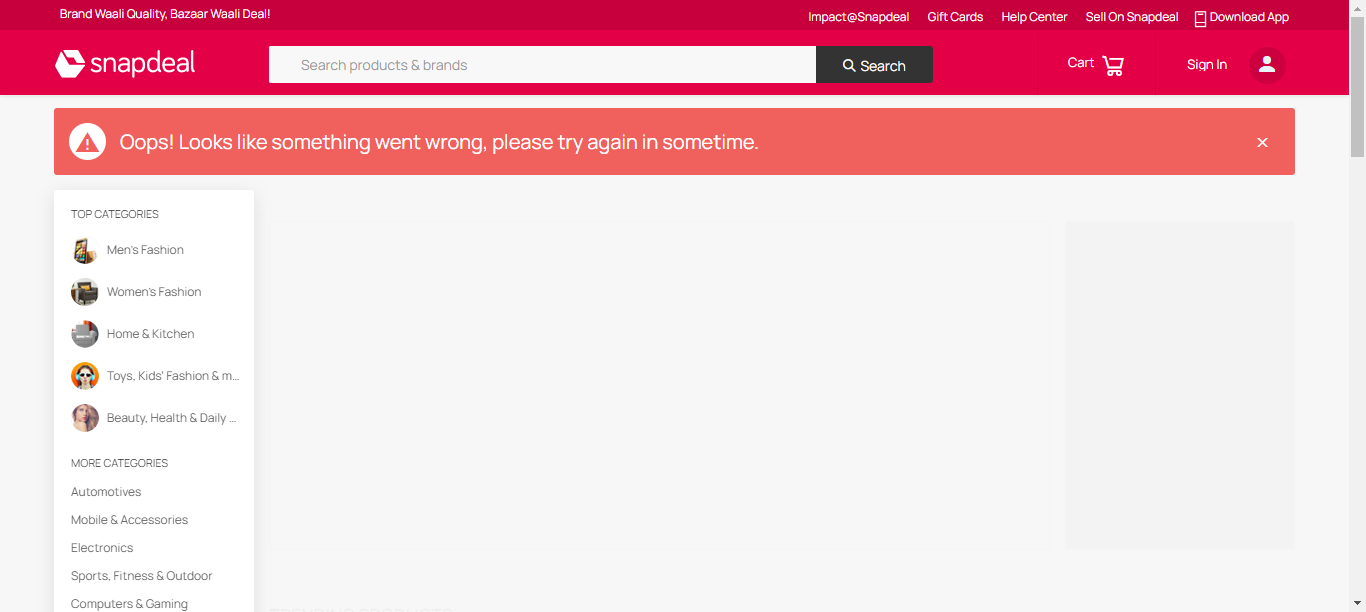 Brand Waali Quality, Bazaar Waali Deal!
Impact@Snapdeal Gift Cards Help Center Sell On Snapdeal Download App
snapdeal
Search products & brands
Search
Cart
Sign In
Oops! Looks like something went wrong, please try again in sometime.
TOP CATEGORIES
Men's Fashion
Women's Fashion
Home & Kitchen
Toys, Kids' Fashion & m...
Beauty, Health & Daily ...
MORE CATEGORIES
Automotives
Mobile & Accessories
Electronics
Sports, Fitness & Outdoor
Computers & Gaming
TRENDING PRODUCTS